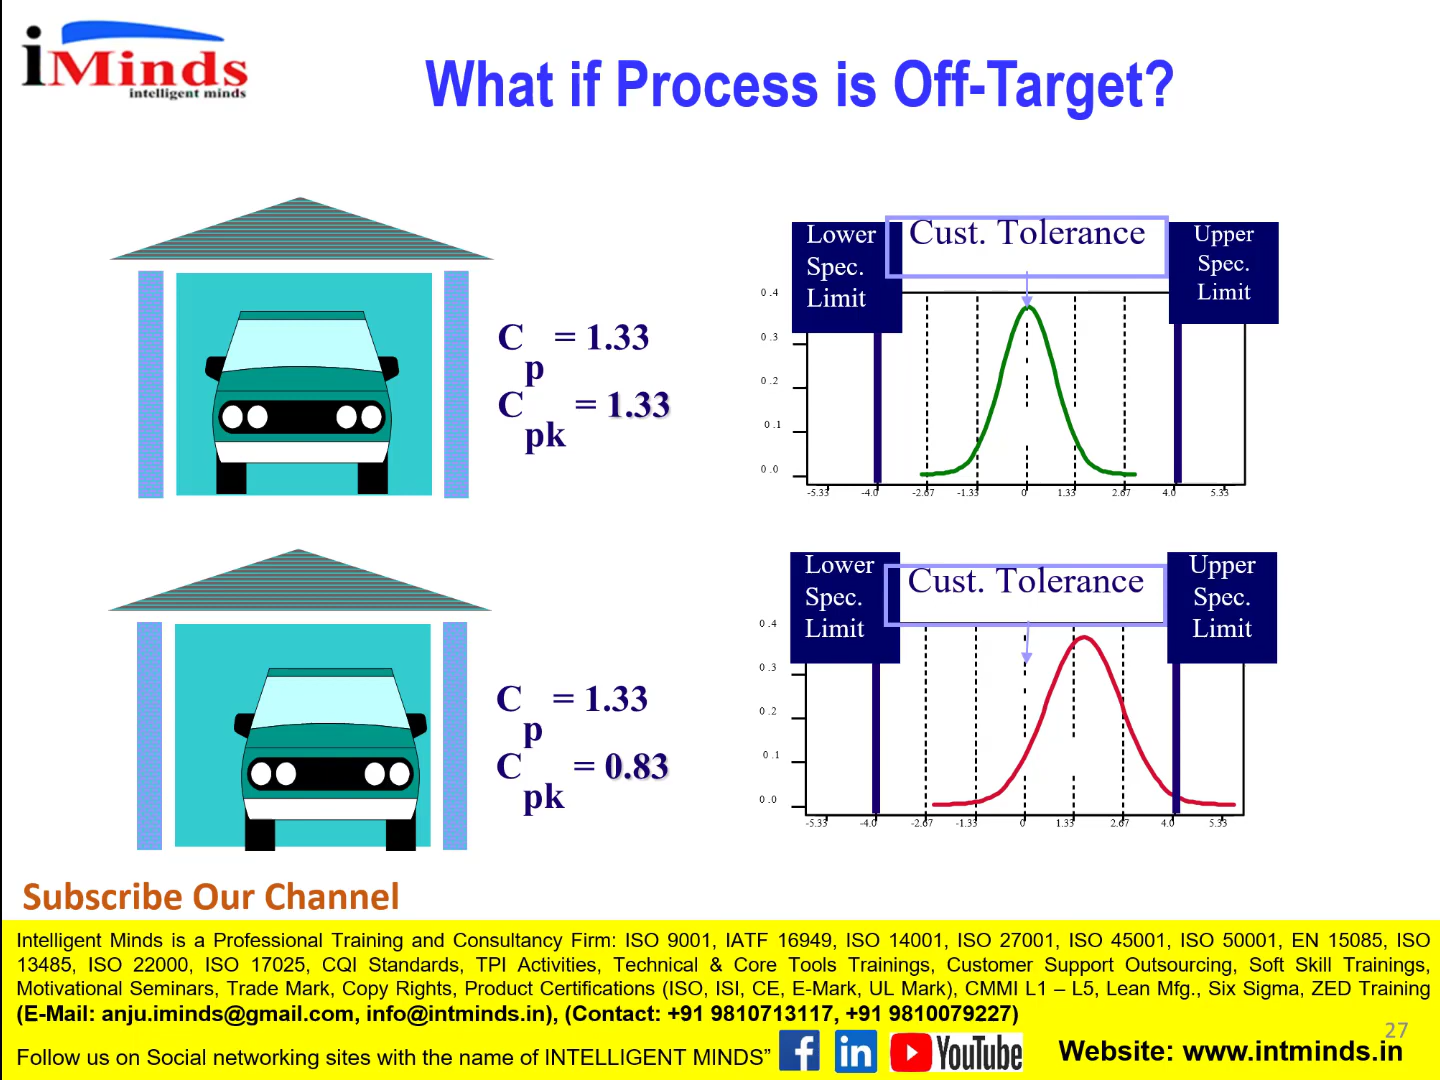 iMinds
intelligent minds
What if Process is Off-Target?
Lower
Spec.
Limit
Cust. Tolerance
Upper
Spec.
Limit
Cp = 1.33
Cpk = 1.33
0.4
0.3
0.2
0.1
0.0
-5.33 -4.0 -2.67 -1.33 0 1.33 2.67 4.0 5.33
Lower
Spec.
Limit
Cust. Tolerance
Upper
Spec.
Limit
Cp = 1.33
Cpk = 0.83
0.4
0.3
0.2
0.1
0.0
-5.33 -4.0 -2.67 -1.33 0 1.33 2.67 4.0 5.33
Subscribe Our Channel
Intelligent Minds is a Professional Training and Consultancy Firm: ISO 9001, IATF 16949, ISO 14001, ISO 27001, ISO 45001, ISO 50001, EN 15085, ISO
13485, ISO 22000, ISO 17025, CQI Standards, TPI Activities, Technical & Core Tools Trainings, Customer Support Outsourcing, Soft Skill Trainings,
Motivational Seminars, Trade Mark, Copy Rights, Product Certifications (ISO, ISI, CE, E-Mark, UL Mark), CMMI L1 – L5, Lean Mfg., Six Sigma, ZED Training
(E-Mail: anju.iminds@gmail.com, info@intminds.in), (Contact: +91 9810713117, +91 9810079227)
27
Follow us on Social networking sites with the name of INTELLIGENT MINDS” f in YouTube Website: www.intminds.in